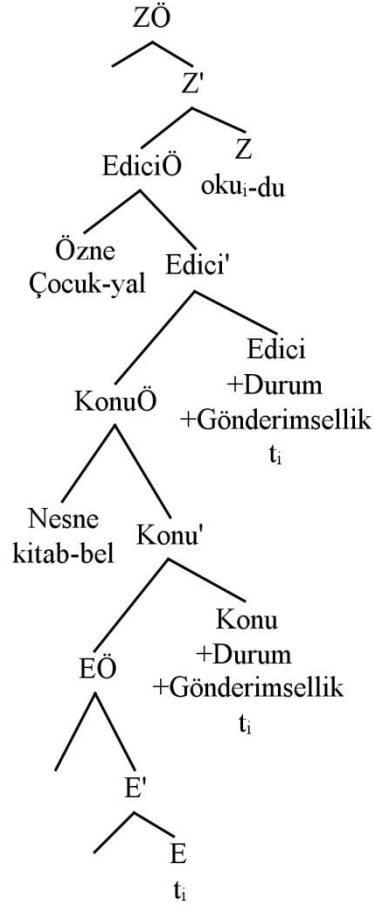 ZÖ
Z'
EdiciÖ
Z
okuᵢ-du
Özne
Çocuk-yal
Edici'
KonuÖ
Edici
+Durum
+Gönderimsellik
tᵢ
Nesne
kitab-bel
Konu'
EÖ
Konu
+Durum
+Gönderimsellik
tᵢ
E'
E
tᵢ